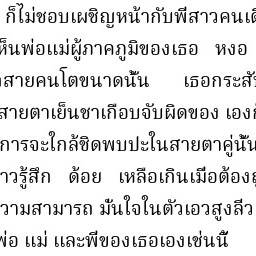 ก็ไม่ชอบเผชิญหน้ากับพี่สาวคนเดี
ห็นพ่อแม่ผู้ภาคภูมิของเธอ หงอ
สายคนโตขนาดนั้น เธอกระสั
สายตาเย็นชาเกือบจับผิดของ เอง
การจะใกล้ชิดพบปะในสายตาคู่นั้น
าวรู้สึก ด้อย เหลือเกินเมื่อต้อง
วามสามารถ มั่นใจในตัวเอวสูงลิ่ว
พ่อ แม่ และพี่ของเธอเองเช่นนี้